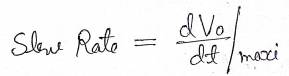 Slew Rate = dVo/dt / maxi